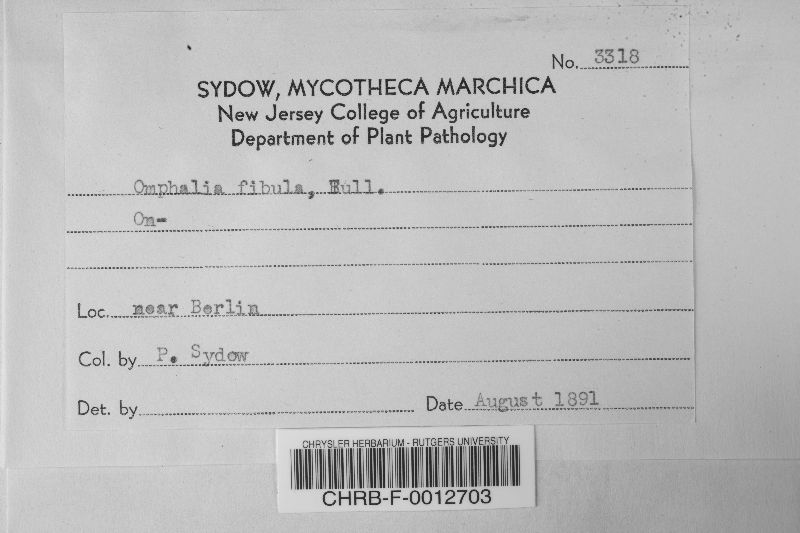 No. 3318
SYDOW, MYCOTHECA MARCHICA
New Jersey College of Agriculture
Department of Plant Pathology
Omphalia fibula, Bull.
On-
Loc. near Berlin
Col. by P. Sydow
Det. by
Date August 1891
CHRYSLER HERBARIUM - RUTGERS UNIVERSITY
CHRB-F-0012703